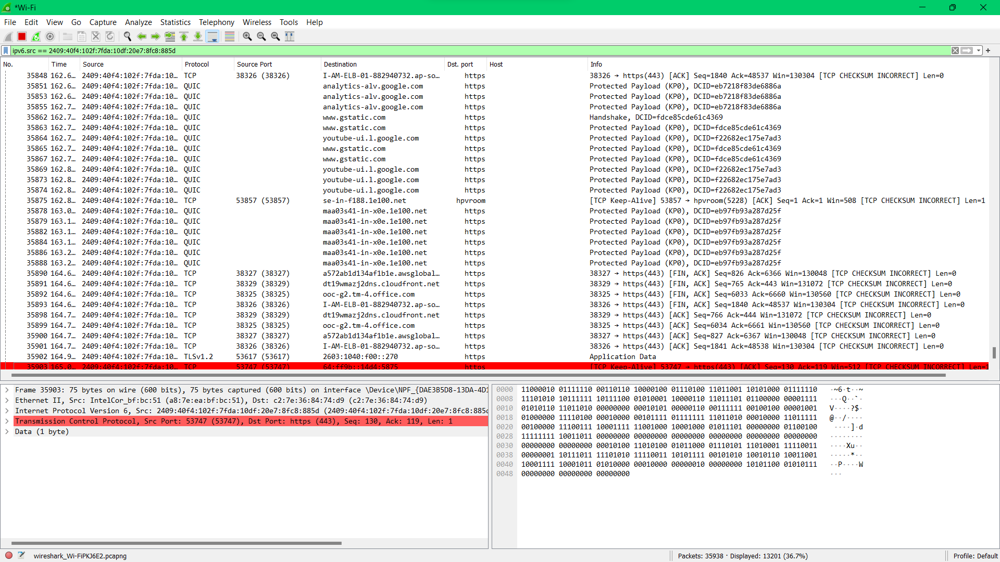 *Wi-Fi
File Edit View Go Capture Analyze Statistics Telephony Wireless Tools Help
ipv6.src == 2409:40f4:102f:7fda:10df:20e7:8fc8:885d
No. Time Source Protocol Source Port Destination Dst. port Host Info
35848 162.6… 2409:40f4:102f:7fda:10… TCP 38326 (38326) I-AM-ELB-01-882940732.ap-so… https 38326 → https(443) [ACK] Seq=1840 Ack=48537 Win=130304 [TCP CHECKSUM INCORRECT] Len=0
35851 162.6… 2409:40f4:102f:7fda:10… QUIC analytics-alv.google.com https Protected Payload (KP0), DCID=eb7218f83de6886a
35853 162.6… 2409:40f4:102f:7fda:10… QUIC analytics-alv.google.com https Protected Payload (KP0), DCID=eb7218f83de6886a
35855 162.7… 2409:40f4:102f:7fda:10… QUIC analytics-alv.google.com https Protected Payload (KP0), DCID=eb7218f83de6886a
35862 162.7… 2409:40f4:102f:7fda:10… QUIC www.gstatic.com https Handshake, DCID=fdce85cde61c4369
35863 162.7… 2409:40f4:102f:7fda:10… QUIC www.gstatic.com https Protected Payload (KP0), DCID=fdce85cde61c4369
35864 162.7… 2409:40f4:102f:7fda:10… QUIC youtube-ui.l.google.com https Protected Payload (KP0), DCID=f22682ec175e7ad3
35865 162.7… 2409:40f4:102f:7fda:10… QUIC www.gstatic.com https Protected Payload (KP0), DCID=fdce85cde61c4369
35867 162.7… 2409:40f4:102f:7fda:10… QUIC www.gstatic.com https Protected Payload (KP0), DCID=fdce85cde61c4369
35869 162.8… 2409:40f4:102f:7fda:10… QUIC youtube-ui.l.google.com https Protected Payload (KP0), DCID=f22682ec175e7ad3
35873 162.8… 2409:40f4:102f:7fda:10… QUIC youtube-ui.l.google.com https Protected Payload (KP0), DCID=f22682ec175e7ad3
35874 162.8… 2409:40f4:102f:7fda:10… QUIC youtube-ui.l.google.com https Protected Payload (KP0), DCID=f22682ec175e7ad3
35875 162.8… 2409:40f4:102f:7fda:10… TCP 53857 (53857) se-in-f188.1e100.net hpvroom [TCP Keep-Alive] 53857 → hpvroom(5228) [ACK] Seq=1 Ack=1 Win=508 [TCP CHECKSUM INCORRECT] Len=1
35878 163.0… 2409:40f4:102f:7fda:10… QUIC maa03s41-in-x0e.1e100.net https Protected Payload (KP0), DCID=eb97fb93a287d25f
35879 163.1… 2409:40f4:102f:7fda:10… QUIC maa03s41-in-x0e.1e100.net https Protected Payload (KP0), DCID=eb97fb93a287d25f
35882 163.1… 2409:40f4:102f:7fda:10… QUIC maa03s41-in-x0e.1e100.net https Protected Payload (KP0), DCID=eb97fb93a287d25f
35884 163.1… 2409:40f4:102f:7fda:10… QUIC maa03s41-in-x0e.1e100.net https Protected Payload (KP0), DCID=eb97fb93a287d25f
35886 163.2… 2409:40f4:102f:7fda:10… QUIC maa03s41-in-x0e.1e100.net https Protected Payload (KP0), DCID=eb97fb93a287d25f
35888 163.2… 2409:40f4:102f:7fda:10… QUIC maa03s41-in-x0e.1e100.net https Protected Payload (KP0), DCID=eb97fb93a287d25f
35890 164.6… 2409:40f4:102f:7fda:10… TCP 38327 (38327) a572ab1d134af1b1e.awsglobal… https 38327 → https(443) [FIN, ACK] Seq=826 Ack=6366 Win=130048 [TCP CHECKSUM INCORRECT] Len=0
35891 164.6… 2409:40f4:102f:7fda:10… TCP 38329 (38329) dt19wmazj2dns.cloudfront.net https 38329 → https(443) [FIN, ACK] Seq=765 Ack=443 Win=131072 [TCP CHECKSUM INCORRECT] Len=0
35892 164.6… 2409:40f4:102f:7fda:10… TCP 38325 (38325) ooc-g2.tm-4.office.com https 38325 → https(443) [FIN, ACK] Seq=6033 Ack=6660 Win=130560 [TCP CHECKSUM INCORRECT] Len=0
35893 164.6… 2409:40f4:102f:7fda:10… TCP 38326 (38326) I-AM-ELB-01-882940732.ap-so… https 38326 → https(443) [FIN, ACK] Seq=1840 Ack=48537 Win=130304 [TCP CHECKSUM INCORRECT] Len=0
35898 164.7… 2409:40f4:102f:7fda:10… TCP 38329 (38329) dt19wmazj2dns.cloudfront.net https 38329 → https(443) [ACK] Seq=766 Ack=444 Win=131072 [TCP CHECKSUM INCORRECT] Len=0
35899 164.7… 2409:40f4:102f:7fda:10… TCP 38325 (38325) ooc-g2.tm-4.office.com https 38325 → https(443) [ACK] Seq=6034 Ack=6661 Win=130560 [TCP CHECKSUM INCORRECT] Len=0
35900 164.7… 2409:40f4:102f:7fda:10… TCP 38327 (38327) a572ab1d134af1b1e.awsglobal… https 38327 → https(443) [ACK] Seq=827 Ack=6367 Win=130048 [TCP CHECKSUM INCORRECT] Len=0
35901 164.7… 2409:40f4:102f:7fda:10… TCP 38326 (38326) I-AM-ELB-01-882940732.ap-so… https 38326 → https(443) [ACK] Seq=1841 Ack=48538 Win=130304 [TCP CHECKSUM INCORRECT] Len=0
35902 164.9… 2409:40f4:102f:7fda:10… TLSv1.2 53617 (53617) 2603:1040:f00::270 https Application Data
35903 165.0… 2409:40f4:102f:7fda:10… TCP 53747 (53747) 64:ff9b::14d4:5875 https [TCP Keep-Alive] 53747 → https(443) [ACK] Seq=130 Ack=119 Win=512 [TCP CHECKSUM INCORRECT] Len=1
Frame 35903: 75 bytes on wire (600 bits), 75 bytes captured (600 bits) on interface \Device\NPF_{DAE3B5D8-13DA-4D1
Ethernet II, Src: IntelCor_bf:bc:51 (a8:7e:ea:bf:bc:51), Dst: c2:7e:36:84:74:d9 (c2:7e:36:84:74:d9)
Internet Protocol Version 6, Src: 2409:40f4:102f:7fda:10df:20e7:8fc8:885d (2409:40f4:102f:7fda:10df:20e7:8fc8:885d
Transmission Control Protocol, Src Port: 53747 (53747), Dst Port: https (443), Seq: 130, Ack: 119, Len: 1
Data (1 byte)
0000 11000010 01111110 00110110 10000100 01110100 11011001 10101000 01111110 ·~6·t··~
0008 11101010 10111111 10111100 01010001 10000110 11011101 01100000 00001111 ···Q··`·
0010 01010110 11011010 00000000 00010101 00000110 00111111 00100100 00001001 V····?$·
0018 01000000 11110100 00010000 00101111 01111111 11011010 00010000 11011111 @··/····
0020 00100000 11100111 10001111 11001000 10001000 01011101 00000000 01100100 ····]·d
0028 11111111 10011011 00000000 00000000 00000000 00000000 00000000 00000000 ········
0030 00000000 00000000 00010100 11010100 01011000 01110101 11010001 11110011 ····Xu··
0038 00000001 10111011 11101010 11110011 10101111 00101010 10010110 10011001 ·····*··
0040 10001111 10001011 01010000 00010000 00000010 00000000 10101100 01010111 ··P····W
0048 00000000 00000000 00000000 ···
wireshark_Wi-FiPKJ6E2.pcapng
Packets: 35938 · Displayed: 13201 (36.7%)
Profile: Default